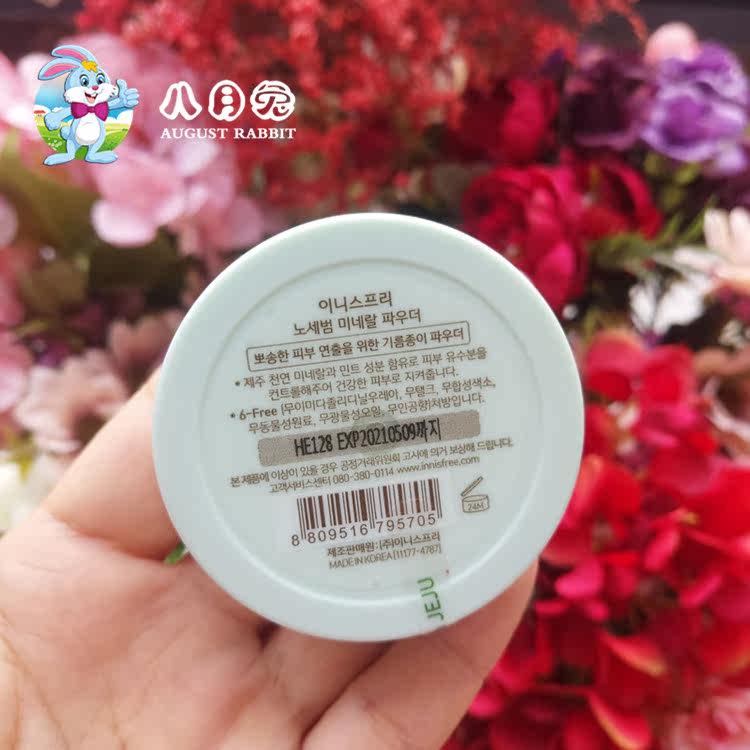 八月兔
AUGUST RABBIT
이니스프리
노세범 미네랄 파우더
뽀송한 피부 연출을 위한 기름종이 파우더
• 제주 천연 미네랄과 민트 성분 함유로 피부 유수분을
컨트롤해주어 건강한 피부로 지켜줍니다.
• 6-Free [무이미다졸리디닐우레아, 무탤크, 무합성색소,
무동물성원료, 무광물성오일, 무인공향]처방입니다.
HE128 EXP20210509까지
본 제품에 이상이 있을 경우 공정거래위원회 고시에 의거 보상해 드립니다.
고객서비스센터 080-380-0114 www.innisfree.com
8 809516 795705
24M
제조판매원 : (주)이니스프리
MADE IN KOREA [11177-4787]
JEJU